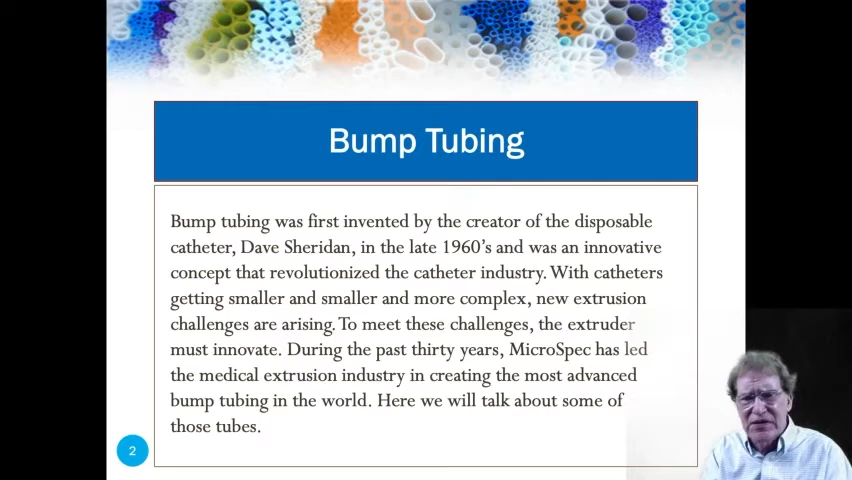 Bump Tubing
Bump tubing was first invented by the creator of the disposable
catheter, Dave Sheridan, in the late 1960's and was an innovative
concept that revolutionized the catheter industry. With catheters
getting smaller and smaller and more complex, new extrusion
challenges are arising. To meet these challenges, the extruder
must innovate. During the past thirty years, MicroSpec has led
the medical extrusion industry in creating the most advanced
bump tubing in the world. Here we will talk about some of
those tubes.
2